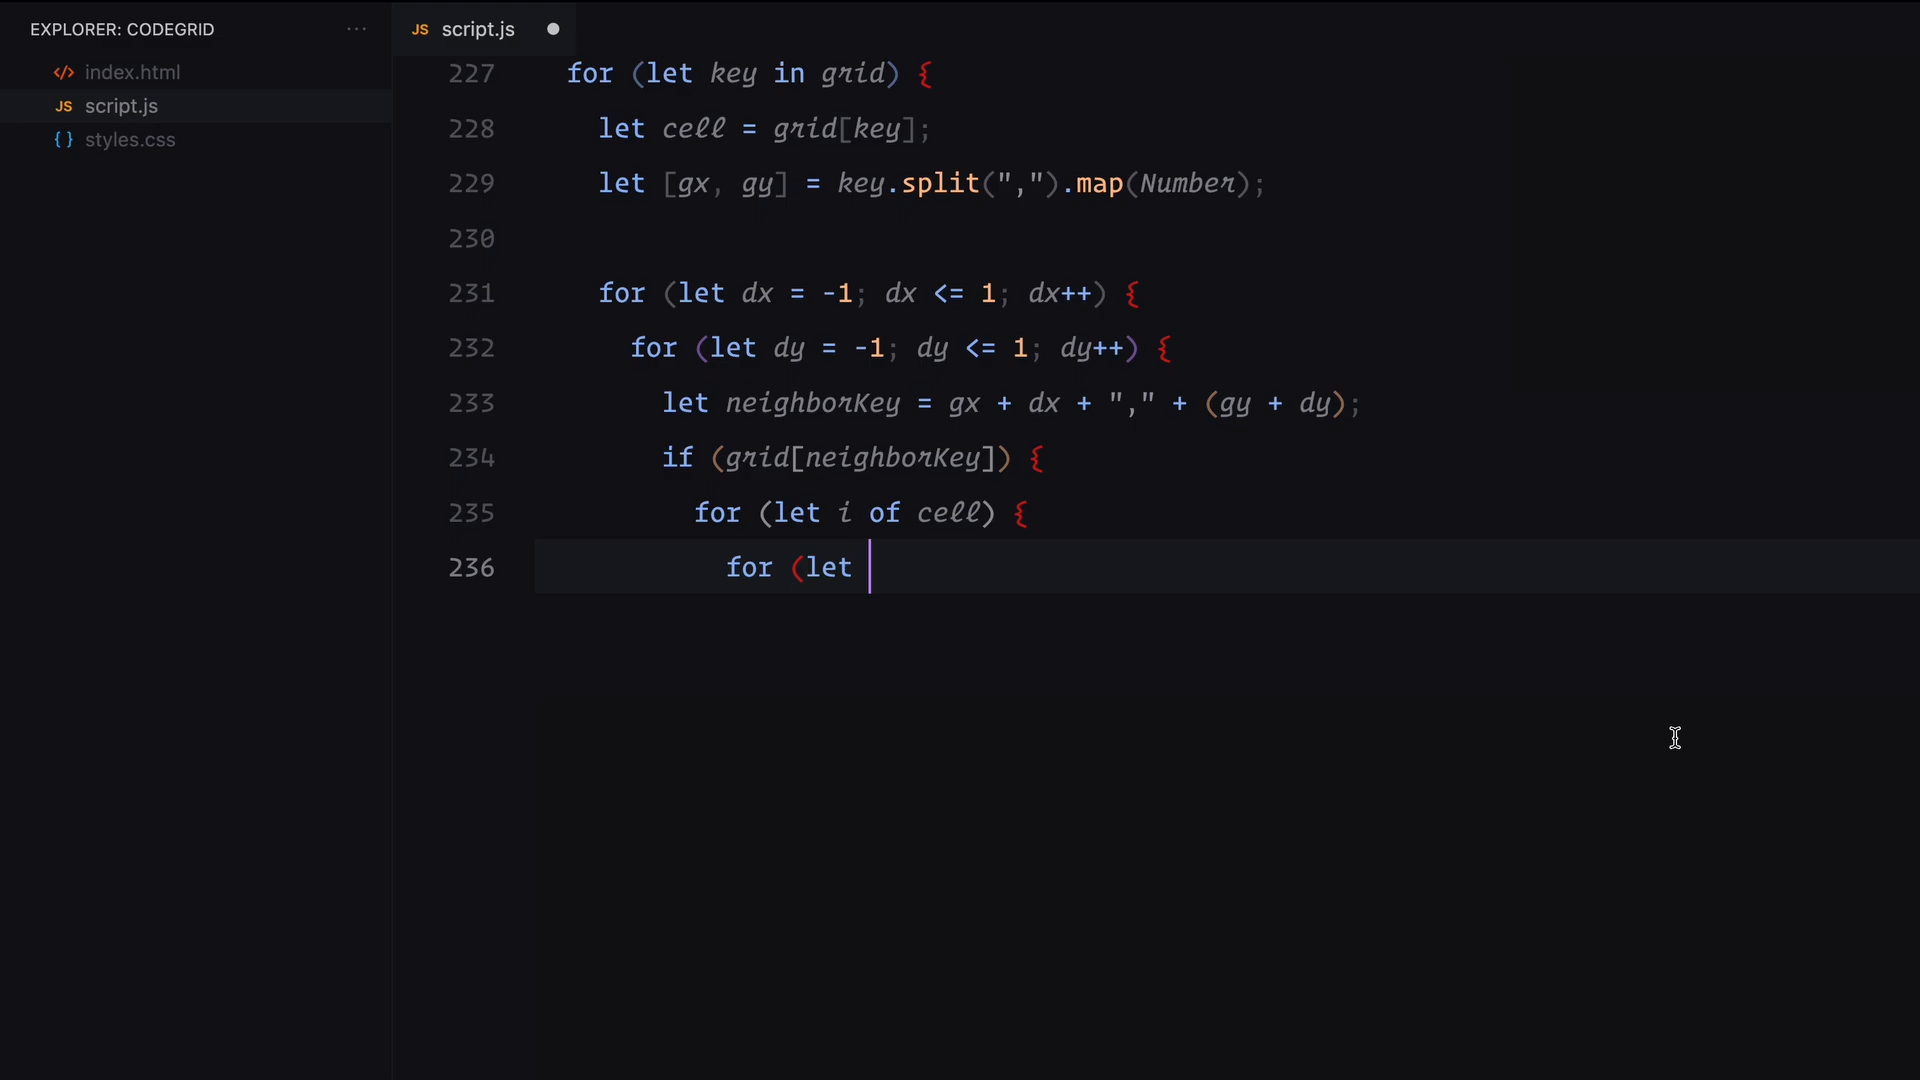 EXPLORER: CODEGRID ...
</> index.html
JS script.js
{} styles.css
JS script.js
227 for (let key in grid) {
228 let cell = grid[key];
229 let [gx, gy] = key.split(",").map(Number);
230
231 for (let dx = -1; dx <= 1; dx++) {
232 for (let dy = -1; dy <= 1; dy++) {
233 let neighborKey = gx + dx + "," + (gy + dy);
234 if (grid[neighborKey]) {
235 for (let i of cell) {
236 for (let